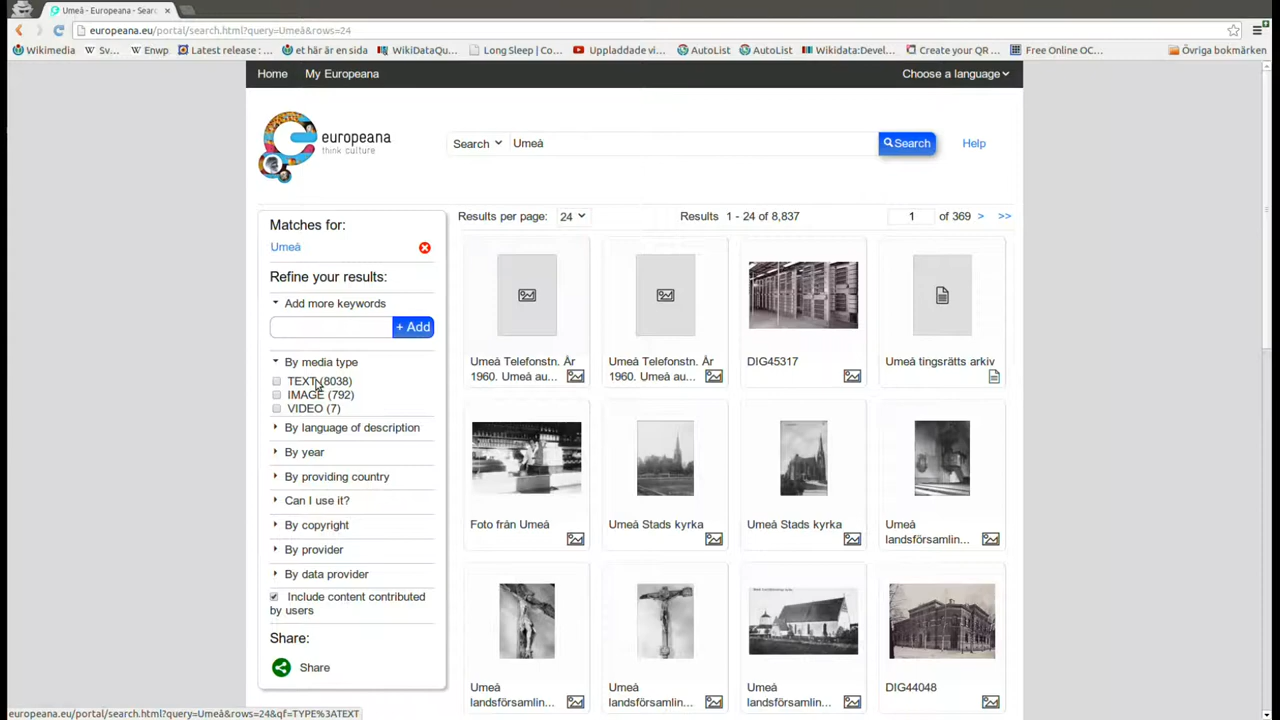 Umeå - Europeana - Sear
europeana.eu/portal/search.html?query=Umeå&rows=24
Wikimedia
Sv...
Enwp
Latest release : ...
et här är en sida
WikiDataQu...
Long Sleep | Co...
Uppladdade vi...
AutoList
AutoList
Wikidata:Devel...
Create your QR ...
Free Online OC...
Övriga bokmärken
Home
My Europeana
Choose a language
europeana
think culture
Search
Umeå
Search
Help
Matches for:
Umeå
Refine your results:
Add more keywords
+ Add
By media type
TEXT (8038)
IMAGE (792)
VIDEO (7)
By language of description
By year
By providing country
Can I use it?
By copyright
By provider
By data provider
Include content contributed
by users
Share:
Share
Results per page:
24
Results 1 - 24 of 8,837
1
of 369
>
>>
Umeå Telefonstn. År
1960. Umeå au...
Umeå Telefonstn. År
1960. Umeå au...
DIG45317
Umeå tingsrätts arkiv
Foto från Umeå
Umeå Stads kyrka
Umeå Stads kyrka
Umeå
landsförsamlin...
Umeå
landsförsamlin...
Umeå
landsförsamlin...
Umeå
landsförsamlin...
DIG44048
europeana.eu/portal/search.html?query=Umeå&rows=24&qf=TYPE%3ATEXT